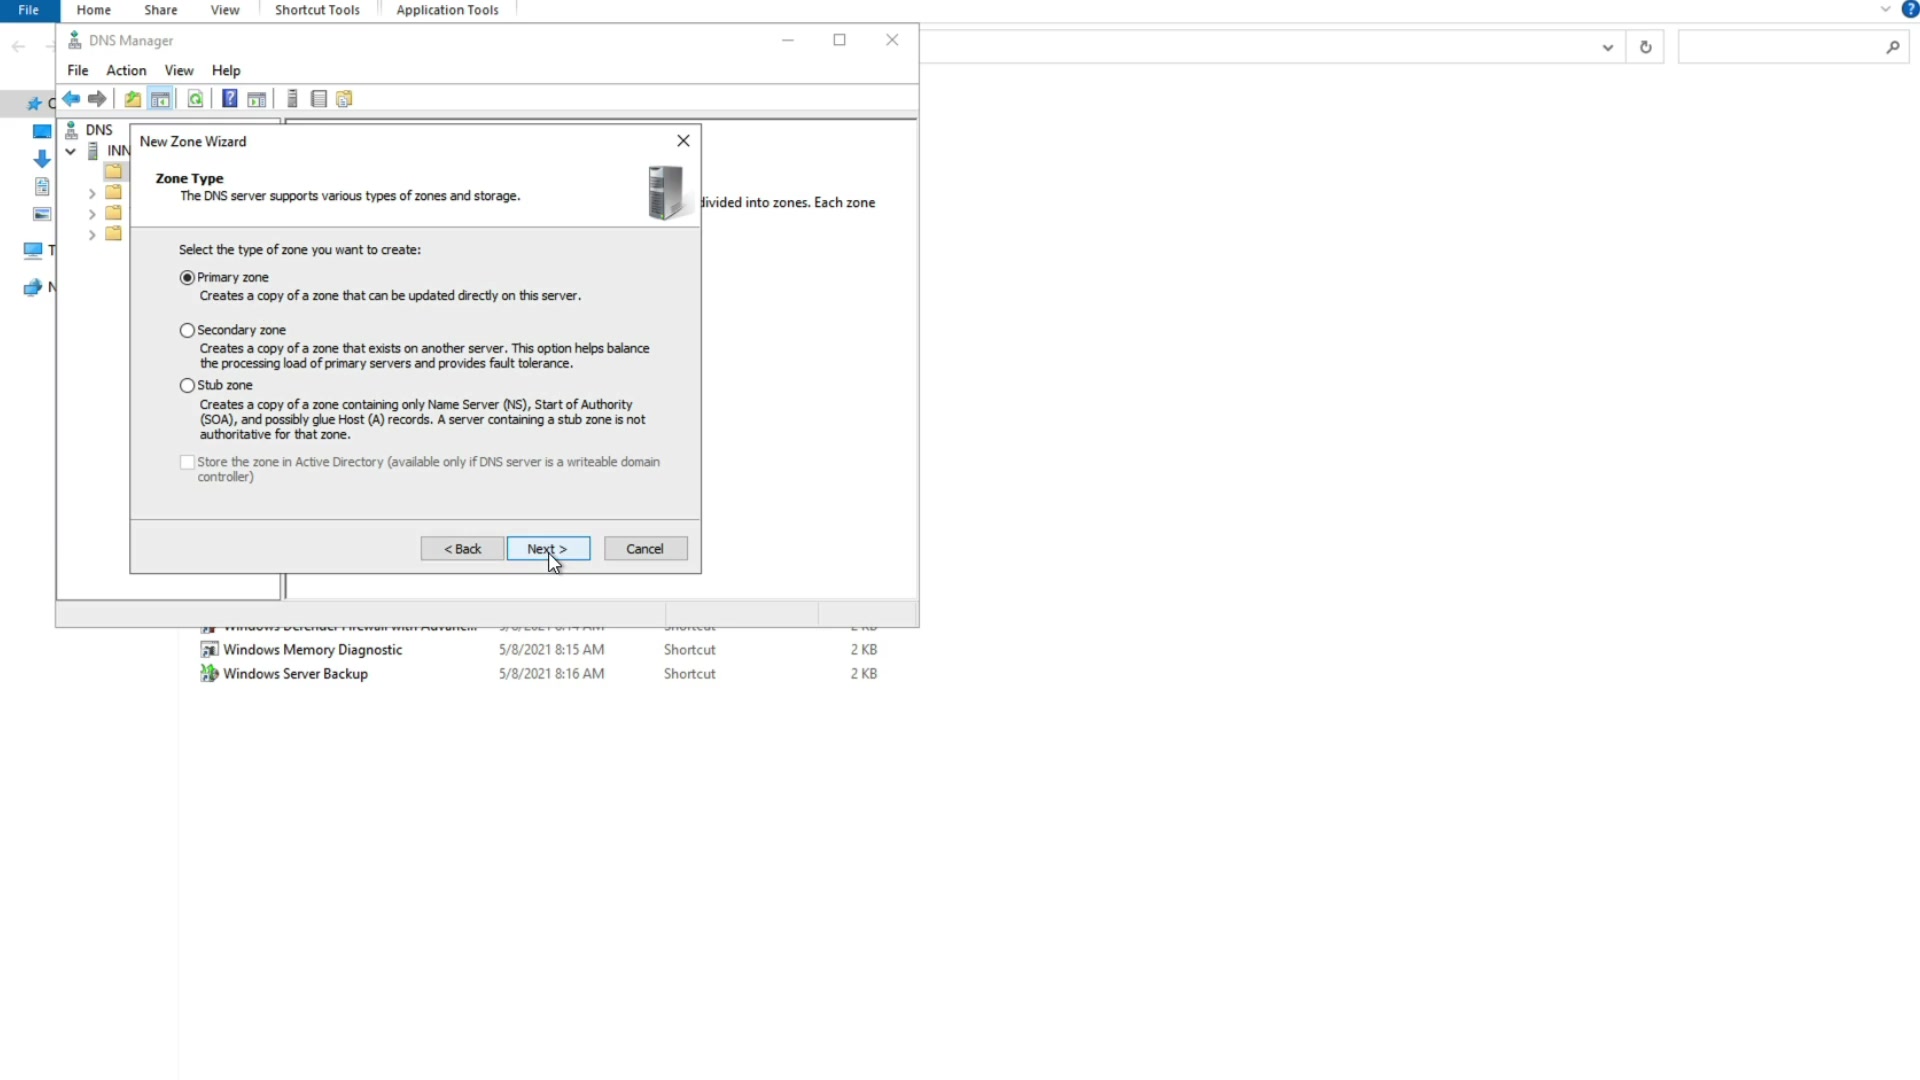 File Home Share View Shortcut Tools Application Tools
DNS Manager
File Action View Help
DNS
New Zone Wizard
Zone Type
The DNS server supports various types of zones and storage.
divided into zones. Each zone
Select the type of zone you want to create:
Primary zone
Creates a copy of a zone that can be updated directly on this server.
Secondary zone
Creates a copy of a zone that exists on another server. This option helps balance
the processing load of primary servers and provides fault tolerance.
Stub zone
Creates a copy of a zone containing only Name Server (NS), Start of Authority
(SOA), and possibly glue Host (A) records. A server containing a stub zone is not
authoritative for that zone.
Store the zone in Active Directory (available only if DNS server is a writeable domain
controller)
< Back Next > Cancel
Windows Memory Diagnostic 5/8/2021 8:15 AM Shortcut 2 KB
Windows Server Backup 5/8/2021 8:16 AM Shortcut 2 KB